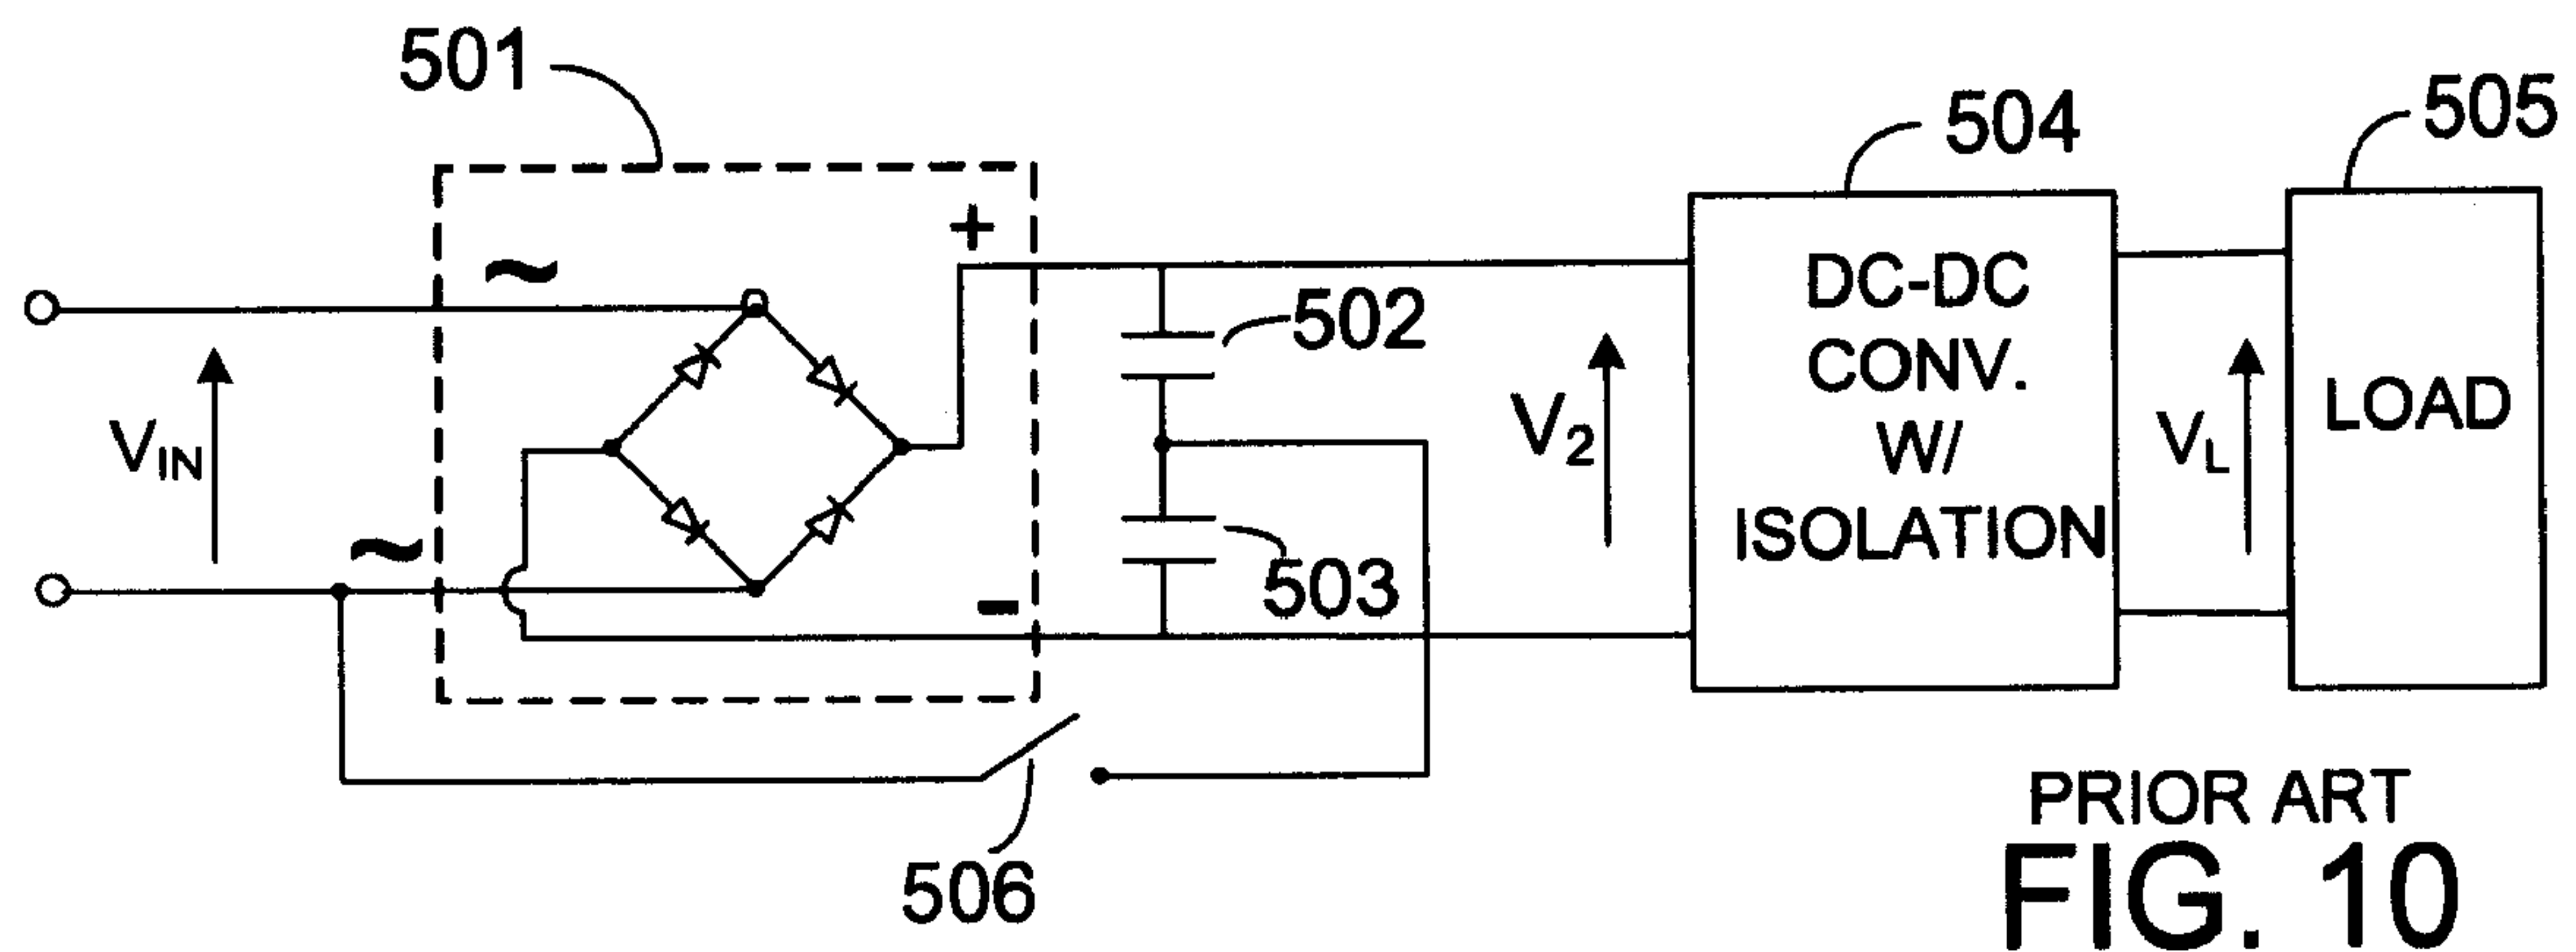 501
504
505
+
~
502
DC-DC
CONV.
W/
ISOLATION
LOAD
VIN
V2
VL
~
503
-
506
PRIOR ART
FIG. 10